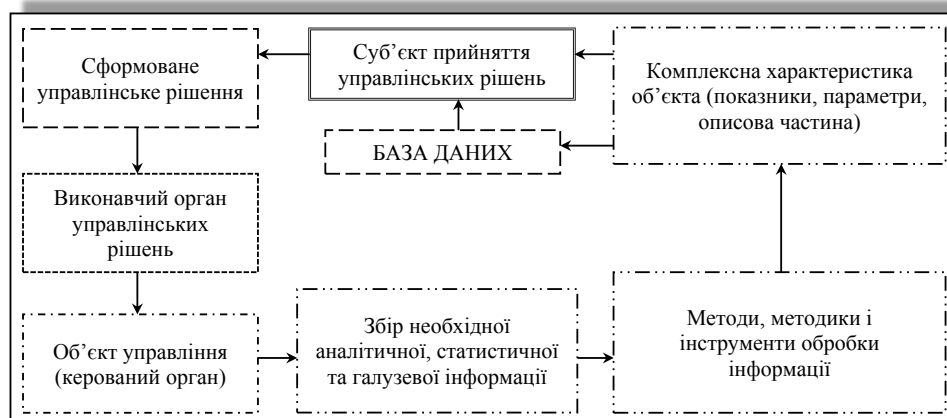 Сформоване
управлінське рішення
Суб’єкт прийняття
управлінських рішень
Комплексна характеристика
об’єкта (показники, параметри,
описова частина)
БАЗА ДАНИХ
Виконавчий орган
управлінських
рішень
Об’єкт управління
(керований орган)
Збір необхідної
аналітичної, статистичної
та галузевої інформації
Методи, методики і
інструменти обробки
інформації